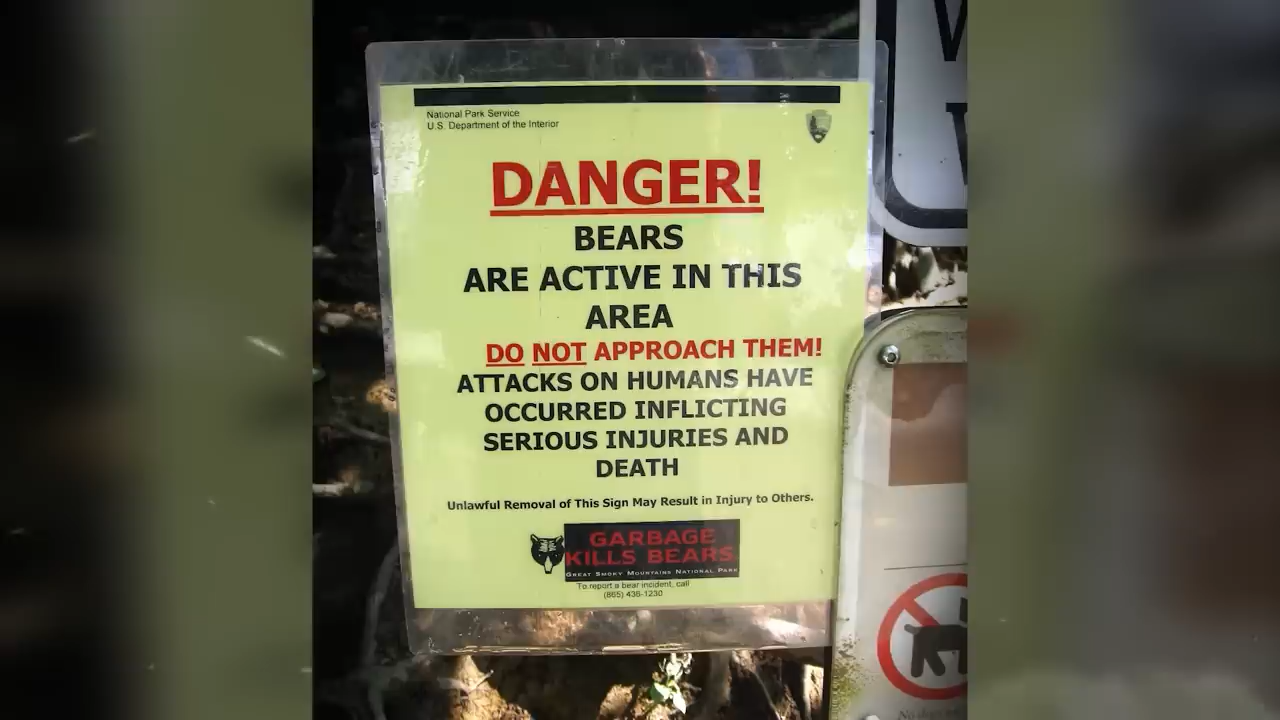 National Park Service
U.S. Department of the Interior
DANGER!
BEARS
ARE ACTIVE IN THIS
AREA
DO NOT APPROACH THEM!
ATTACKS ON HUMANS HAVE
OCCURRED INFLICTING
SERIOUS INJURIES AND
DEATH
Unlawful Removal of This Sign May Result in Injury to Others.
GARBAGE
KILLS BEARS
GREAT SMOKY MOUNTAINS NATIONAL PARK
To report a bear incident, call
(865) 436-1230